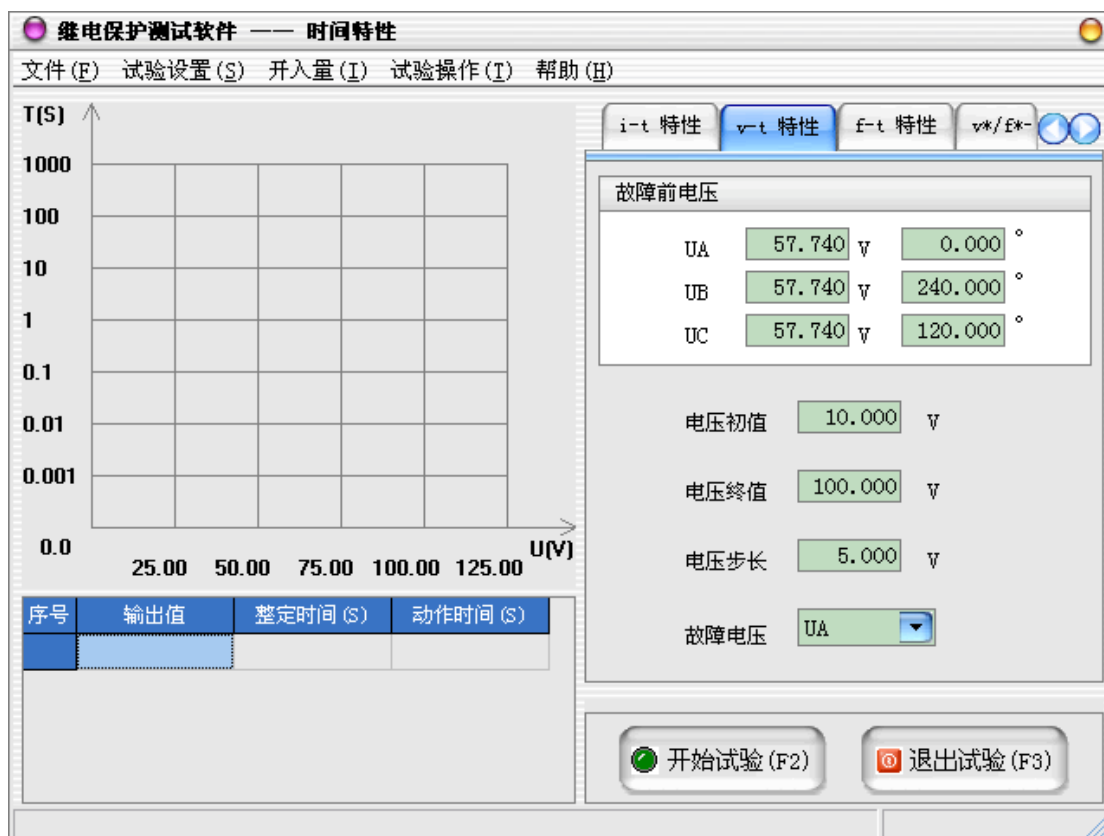 继电保护测试软件 —— 时间特性
文件(F) 试验设置(S) 开入量(I) 试验操作(T) 帮助(H)
T(S)
1000
100
10
1
0.1
0.01
0.001
0.0
25.00 50.00 75.00 100.00 125.00
U(V)
序号 输出值 整定时间(S) 动作时间(S)
i-t 特性 v-t 特性 f-t 特性 v*/f*-
故障前电压
UA 57.740 V 0.000 °
UB 57.740 V 240.000 °
UC 57.740 V 120.000 °
电压初值 10.000 V
电压终值 100.000 V
电压步长 5.000 V
故障电压 UA
开始试验(F2) 退出试验(F3)